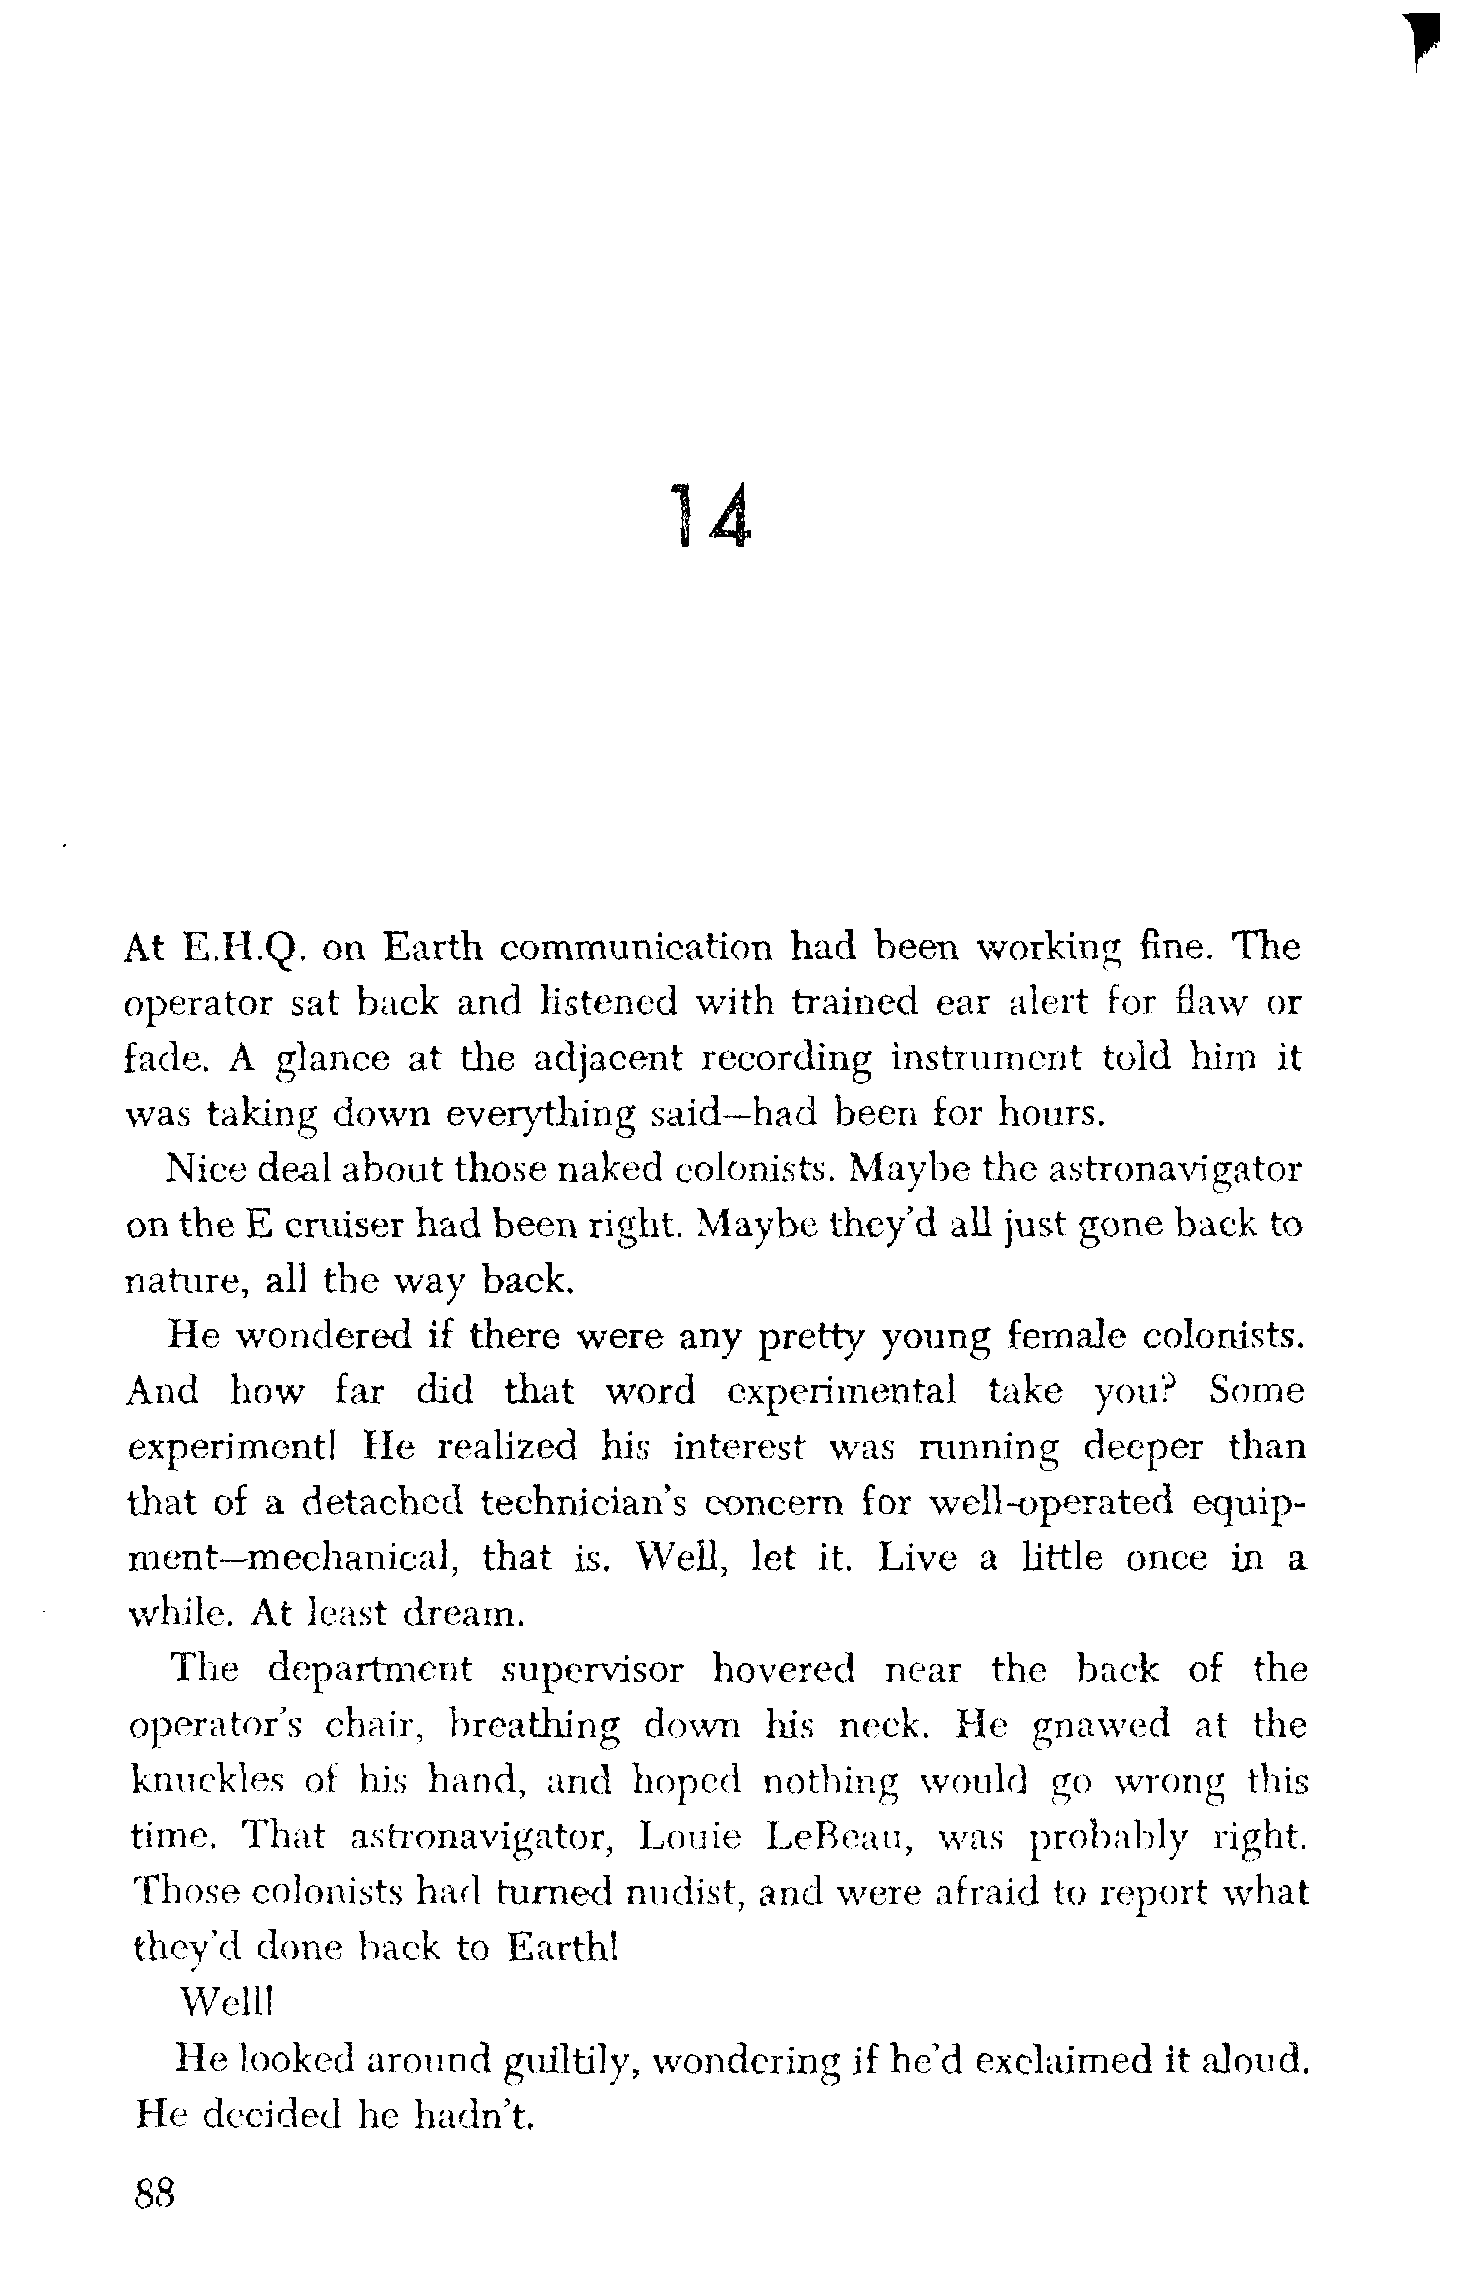 14
At E.H.Q. on Earth communication had been working fine. The
operator sat back and listened with trained ear alert for flaw or
fade. A glance at the adjacent recording instrument told him it
was taking down everything said—had been for hours.
Nice deal about those naked colonists. Maybe the astronavigator
on the E cruiser had been right. Maybe they'd all just gone back to
nature, all the way back.
He wondered if there were any pretty young female colonists.
And how far did that word experimental take you? Some
experiment! He realized his interest was running deeper than
that of a detached technician's concern for well-operated equip-
ment—mechanical, that is. Well, let it. Live a little once in a
while. At least dream.
The department supervisor hovered near the back of the
operator's chair, breathing down his neck. He gnawed at the
knuckles of his hand, and hoped nothing would go wrong this
time. That astronavigator, Louie LeBeau, was probably right.
Those colonists had turned nudist, and were afraid to report what
they'd done back to Earth!
Well!
He looked around guiltily, wondering if he'd exclaimed it aloud.
He decided he hadn't.
88